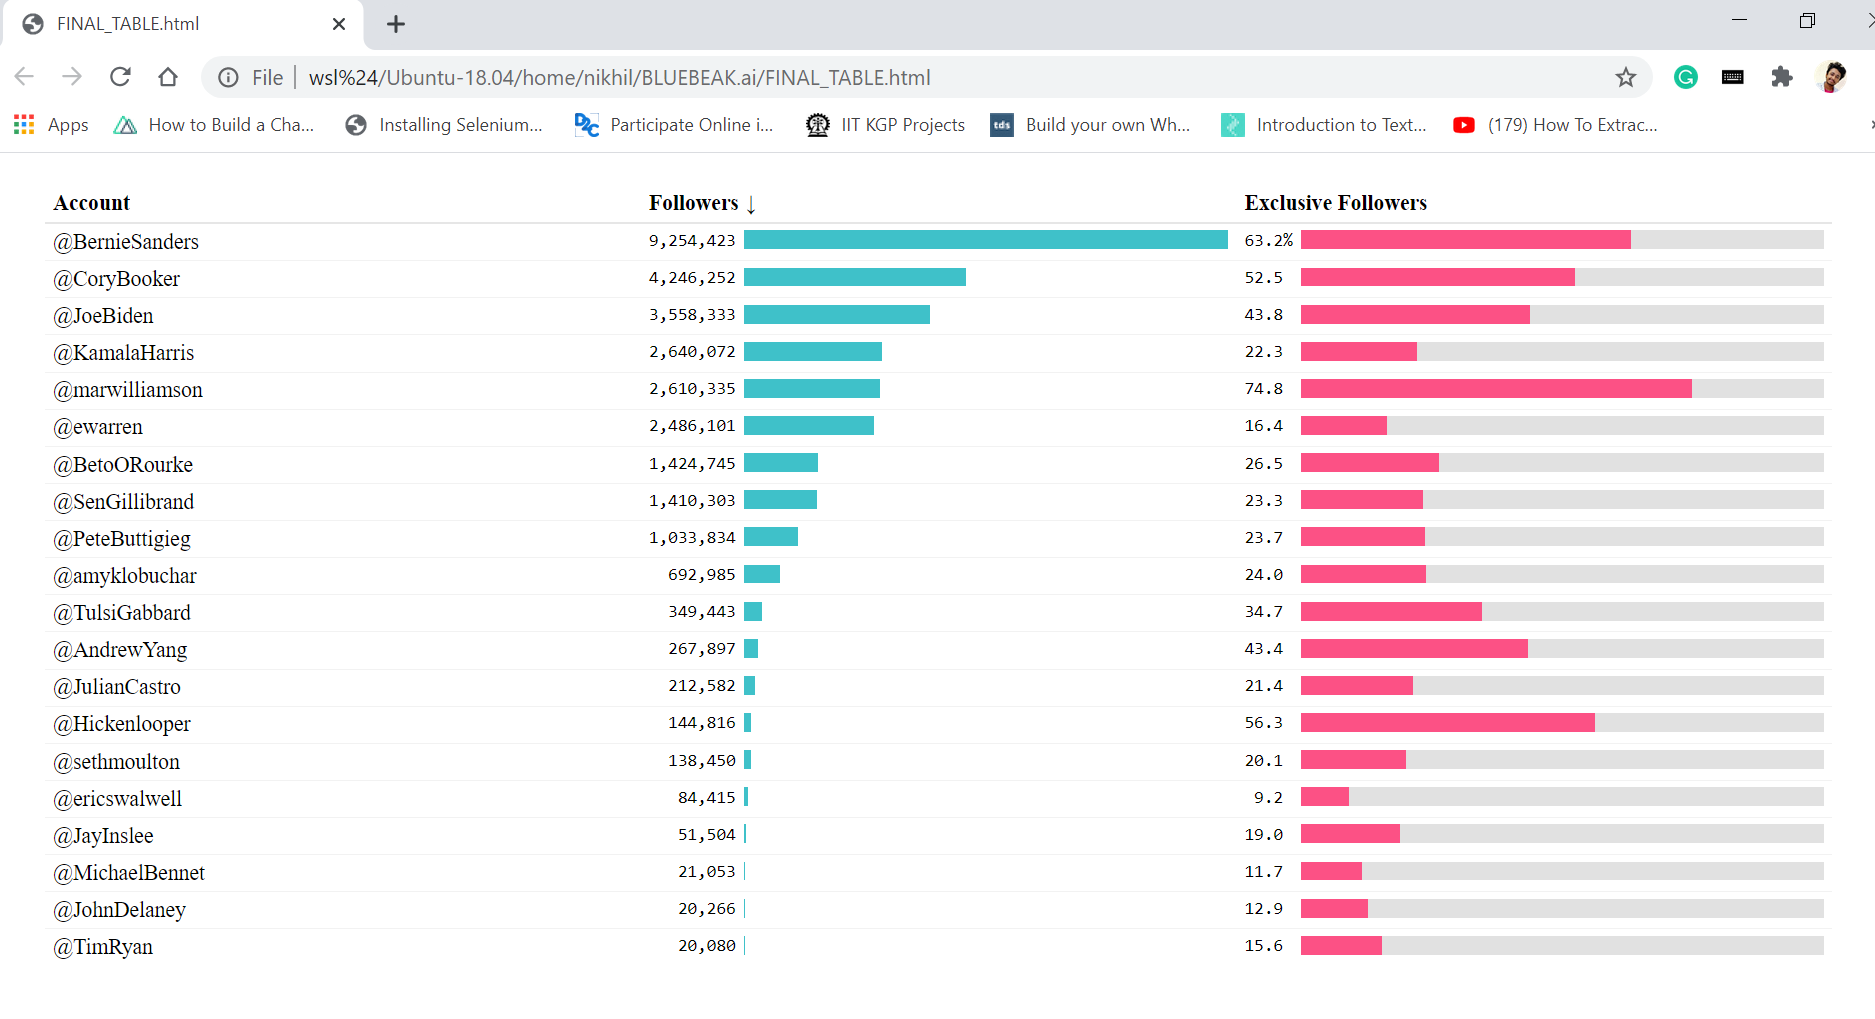 FINAL_TABLE.html
File wsl%24/Ubuntu-18.04/home/nikhil/BLUEBEAK.ai/FINAL_TABLE.html
Apps How to Build a Cha... Installing Selenium... Participate Online i... IIT KGP Projects tds Build your own Wh... Introduction to Text... (179) How To Extrac...
Account Followers ↓ Exclusive Followers
@BernieSanders 9,254,423 63.2%
@CoryBooker 4,246,252 52.5
@JoeBiden 3,558,333 43.8
@KamalaHarris 2,640,072 22.3
@marwilliamson 2,610,335 74.8
@ewarren 2,486,101 16.4
@BetoORourke 1,424,745 26.5
@SenGillibrand 1,410,303 23.3
@PeteButtigieg 1,033,834 23.7
@amyklobuchar 692,985 24.0
@TulsiGabbard 349,443 34.7
@AndrewYang 267,897 43.4
@JulianCastro 212,582 21.4
@Hickenlooper 144,816 56.3
@sethmoulton 138,450 20.1
@ericswalwell 84,415 9.2
@JayInslee 51,504 19.0
@MichaelBennet 21,053 11.7
@JohnDelaney 20,266 12.9
@TimRyan 20,080 15.6